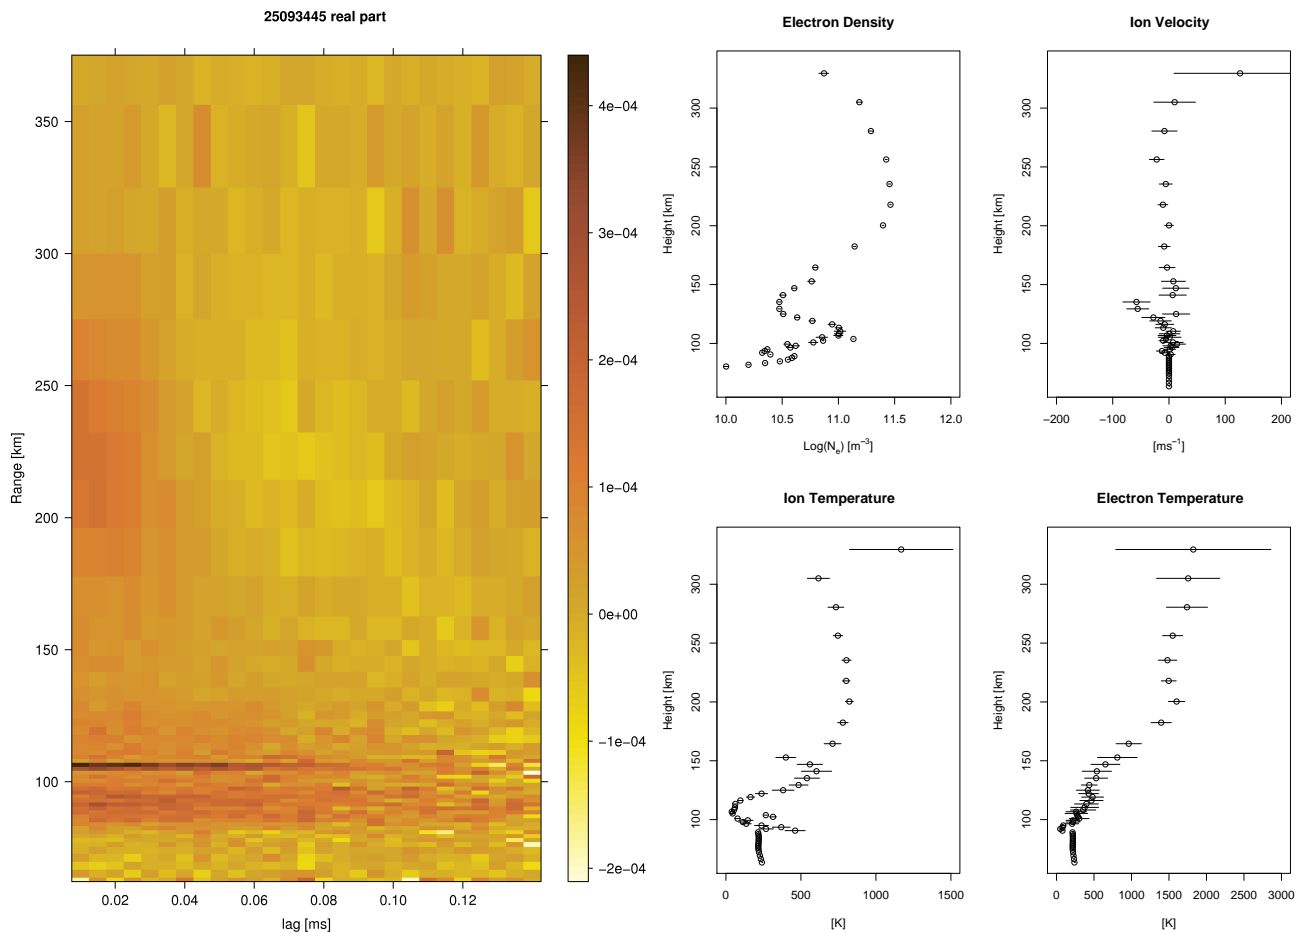 25093445 real part
Range [km]
350
300
250
200
150
100
0.02 0.04 0.06 0.08 0.10 0.12
lag [ms]
4e−04
3e−04
2e−04
1e−04
0e+00
−1e−04
−2e−04
Electron Density
Height [km]
300
250
200
150
100
10.0 10.5 11.0 11.5 12.0
Log(Nₑ) [m⁻³]
Ion Velocity
Height [km]
300
250
200
150
100
−200 −100 0 100 200
[ms⁻¹]
Ion Temperature
Height [km]
300
250
200
150
100
0 500 1000 1500
[K]
Electron Temperature
Height [km]
300
250
200
150
100
0 500 1000 1500 2000 2500 3000
[K]